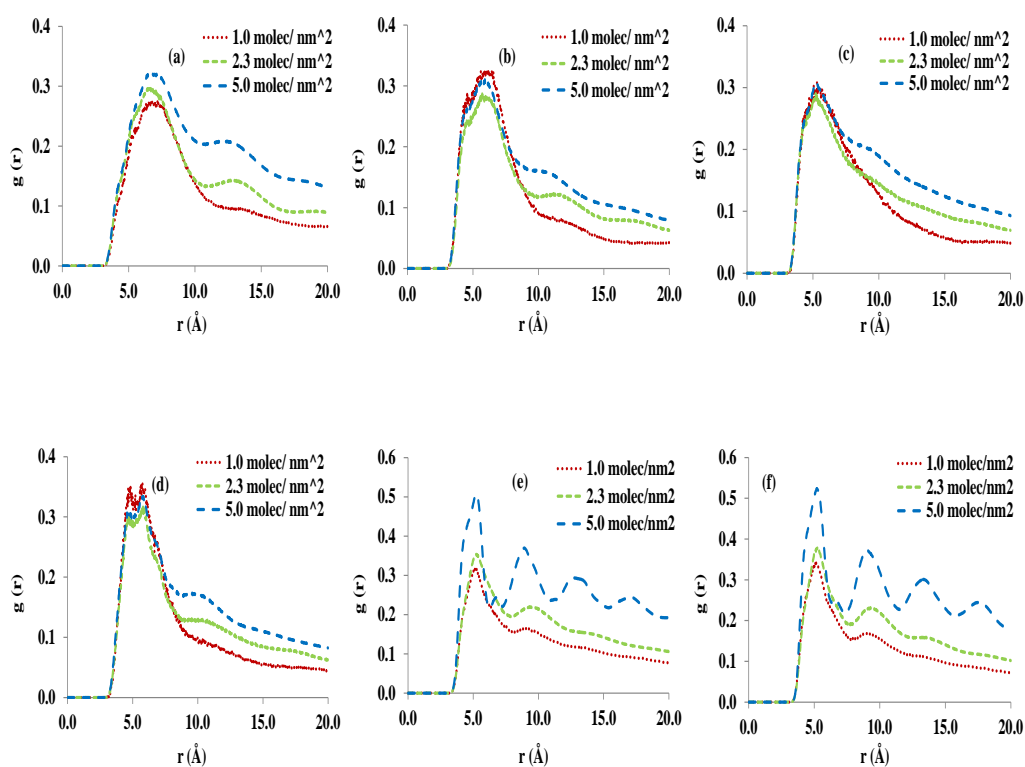 (a)
1.0 molec/ nm^2
2.3 molec/ nm^2
5.0 molec/ nm^2
0.4
0.3
0.2
0.1
0.0
g (r)
0.0 5.0 10.0 15.0 20.0
r (Å)
(b)
1.0 molec/ nm^2
2.3 molec/ nm^2
5.0 molec/ nm^2
0.4
0.3
0.2
0.1
0.0
g (r)
0.0 5.0 10.0 15.0 20.0
r (Å)
(c)
1.0 molec/ nm^2
2.3 molec/ nm^2
5.0 molec/ nm^2
0.4
0.3
0.2
0.1
0.0
g (r)
0.0 5.0 10.0 15.0 20.0
r (Å)
(d)
1.0 molec/ nm^2
2.3 molec/ nm^2
5.0 molec/ nm^2
0.4
0.3
0.2
0.1
0.0
g (r)
0.0 5.0 10.0 15.0 20.0
r (Å)
(e)
1.0 molec/nm2
2.3 molec/nm2
5.0 molec/nm2
0.6
0.5
0.4
0.3
0.2
0.1
0.0
g (r)
0.0 5.0 10.0 15.0 20.0
r (Å)
(f)
1.0 molec/nm2
2.3 molec/nm2
5.0 molec/nm2
0.6
0.5
0.4
0.3
0.2
0.1
0.0
g (r)
0.0 5.0 10.0 15.0 20.0
r (Å)